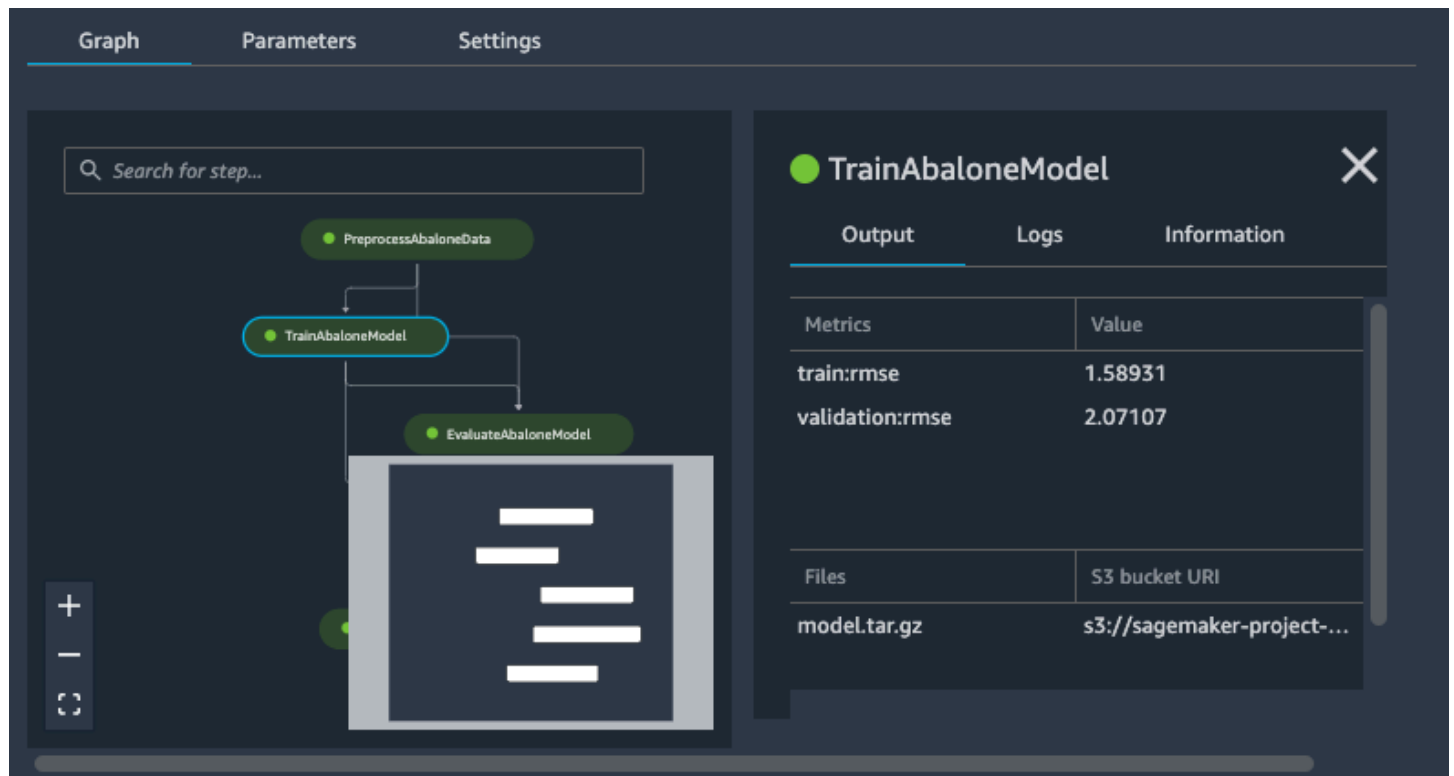 Graph Parameters Settings
Search for step...
PreprocessAbaloneData
TrainAbaloneModel
EvaluateAbaloneModel
TrainAbaloneModel
Output Logs Information
Metrics Value
train:rmse 1.58931
validation:rmse 2.07107
Files S3 bucket URI
model.tar.gz s3://sagemaker-project-...